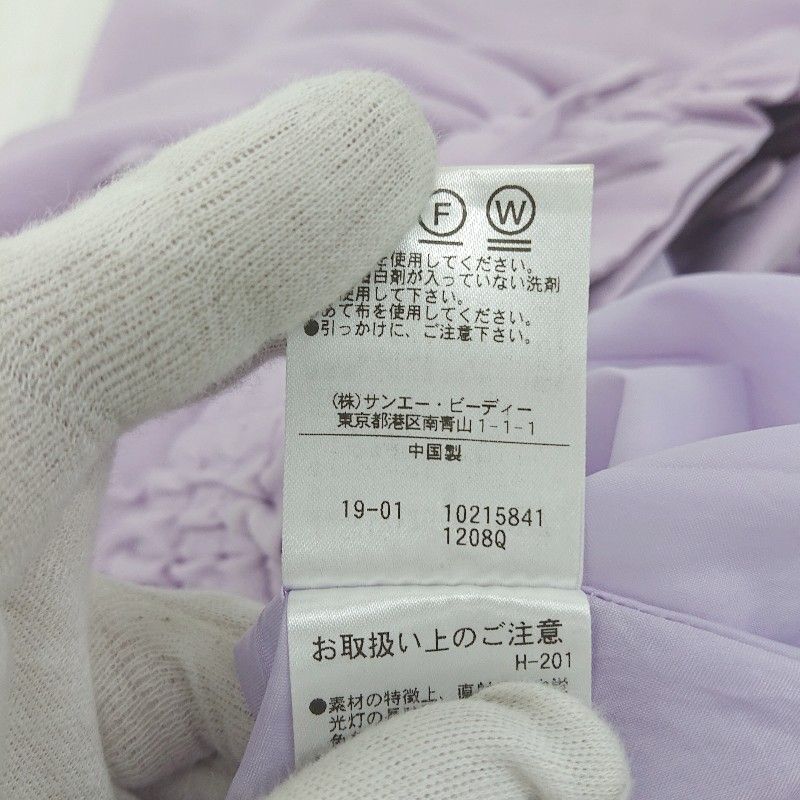 F W
を使用してください。
白剤が入っていない洗剤
使用して下さい。
あて布を使用してください。
●引っかけに、ご注意下さい。
(株)サンエー・ビーディー
東京都港区南青山1-1-1
中国製
19-01 10215841
1208Q
お取扱い上のご注意
H-201
●素材の特徴上、直
光灯の